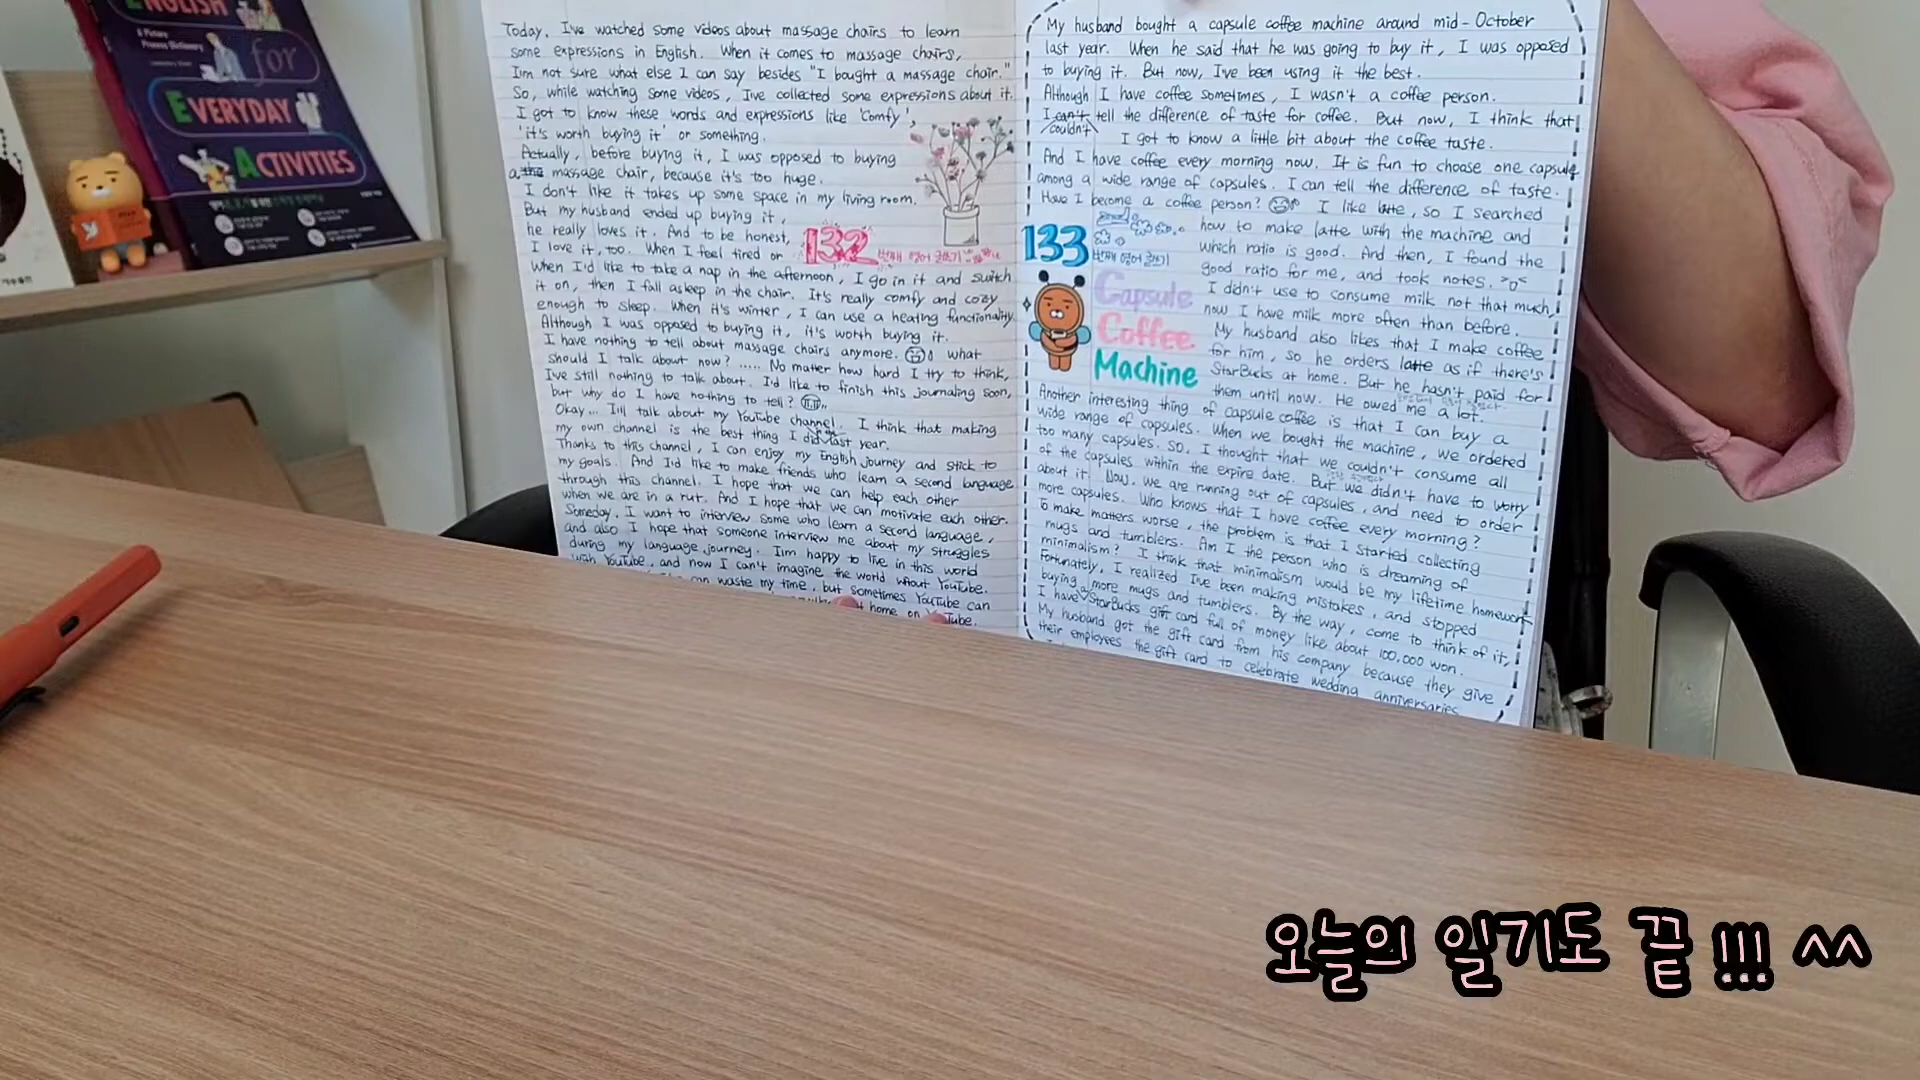 ENGLISH
A Picture
Process Dictionary
for
EVERYDAY
ACTIVITIES
Today, I've watched some videos about massage chairs to learn
some expressions in English. When it comes to massage chairs,
I'm not sure what else I can say besides "I bought a massage chair."
So, while watching some videos, I've collected some expressions about it.
I got to know these words and expressions like 'Comfy',
'it's worth buying it' or something.
Actually, before buying it, I was opposed to buying
a the massage chair, because it's too huge.
I don't like it takes up some space in my living room.
But my husband ended up buying it,
he really loves it. And to be honest,
I love it, too. When I feel tired or
132
번째 영어 글쓰기
When I'd like to take a nap in the afternoon, I go in it and switch
it on, then I fall asleep in the chair. It's really comfy and cozy
enough to sleep. When it's winter, I can use a heating functionality.
Although I was opposed to buying it, it's worth buying it.
I have nothing to tell about massage chairs anymore. what
should I talk about now? ..... No matter how hard I try to think,
I've still nothing to talk about. I'd like to finish this journaling soon,
but why do I have nothing to tell?
Okay... I'll talk about my YouTube channel. I think that making
my own channel is the best thing I did last year.
Thanks to this channel, I can enjoy my English journey and stick to
my goals. And I'd like to make friends who learn a second language
through this channel. I hope that we can help each other
when we are in a rut. And I hope that we can motivate each other.
Someday, I want to interview some who learn a second language,
and also I hope that someone interview me about my struggles
during my language journey. I'm happy to live in this world
with YouTube, and now I can't imagine the world without YouTube.
can waste my time, but sometimes YouTube can
home on YouTube.
My husband bought a capsule coffee machine around mid-October
last year. When he said that he was going to buy it, I was opposed
to buying it. But now, I've been using it the best.
Although I have coffee sometimes, I wasn't a coffee person.
I can't tell the difference of taste for coffee. But now, I think that
couldn't
I got to know a little bit about the coffee taste.
And I have coffee every morning now. It is fun to choose one capsule
among a wide range of capsules. I can tell the difference of taste.
Have I become a coffee person? I like latte, so I searched
how to make latte with the machine and
which ratio is good. And then, I found the
good ratio for me, and took notes.
133
번째 영어 글쓰기
Capsule
Coffee
Machine
I didn't use to consume milk not that much,
now I have milk more often than before.
My husband also likes that I make coffee
for him, so he orders latte as if there's
StarBucks at home. But he hasn't paid for
them until now. He owed me a lot.
Another interesting thing of capsule coffee is that I can buy a
wide range of capsules. When we bought the machine, we ordered
too many capsules. So, I thought that we couldn't consume all
of the capsules within the expire date. But we didn't have to worry
about it. Now, we are running out of capsules, and need to order
more capsules. Who knows that I have coffee every morning?
To make matters worse, the problem is that I started collecting
mugs and tumblers. Am I the person who is dreaming of
minimalism? I think that minimalism would be my lifetime homework.
Fortunately, I realized I've been making mistakes, and stopped
buying more mugs and tumblers. By the way, come to think of it,
I have a StarBucks gift card full of money like about 100,000 won.
My husband got the gift card from his company because they give
their employees the gift card to celebrate wedding anniversaries.
오늘의 일기도 끝!!! ^^